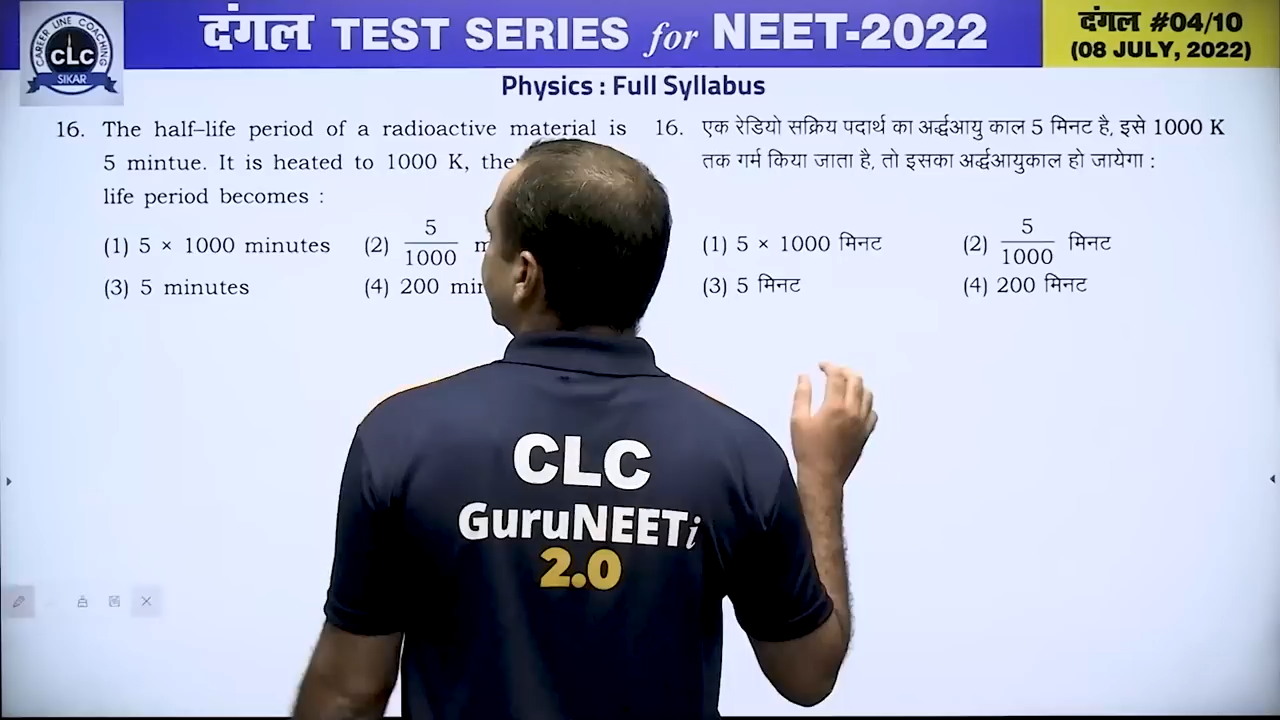 दंगल TEST SERIES for NEET-2022
दंगल #04/10
(08 JULY, 2022)
CAREER LINE COACHING
CLC
SIKAR
Physics : Full Syllabus
16. The half-life period of a radioactive material is
5 mintue. It is heated to 1000 K,
life period becomes :
(1) 5 × 1000 minutes (2) 5/1000
(3) 5 minutes (4) 200
16. एक रेडियो सक्रिय पदार्थ का अर्द्धआयु काल 5 मिनट है, इसे 1000 K
तक गर्म किया जाता है, तो इसका अर्द्धआयुकाल हो जायेगा :
(1) 5 × 1000 मिनट (2) 5/1000 मिनट
(3) 5 मिनट (4) 200 मिनट
CLC
GuruNEETi
2.0